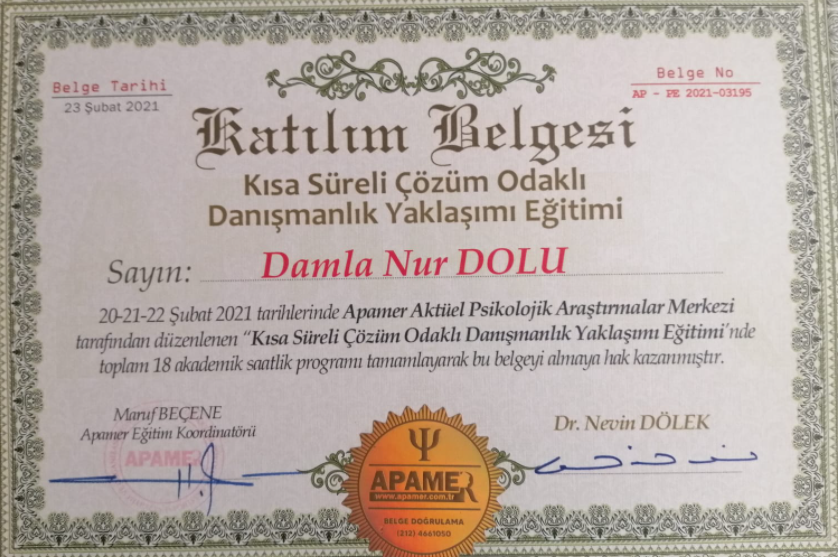 Belge Tarihi
23 Şubat 2021
Belge No
AP - PE 2021-03195
Katılım Belgesi
Kısa Süreli Çözüm Odaklı
Danışmanlık Yaklaşımı Eğitimi
Sayın: Damla Nur DOLU
20-21-22 Şubat 2021 tarihlerinde Apamer Aktüel Psikolojik Araştırmalar Merkezi
tarafından düzenlenen “Kısa Süreli Çözüm Odaklı Danışmanlık Yaklaşımı Eğitimi’nde
toplam 18 akademik saatlik programı tamamlayarak bu belgeyi almaya hak kazanmıştır.
Maruf BEÇENE
Apamer Eğitim Koordinatörü
APAMER
Dr. Nevin DÖLEK
Ψ
APAMER
www.apamer.com.tr
BELGE DOĞRULAMA
(312) 4661050